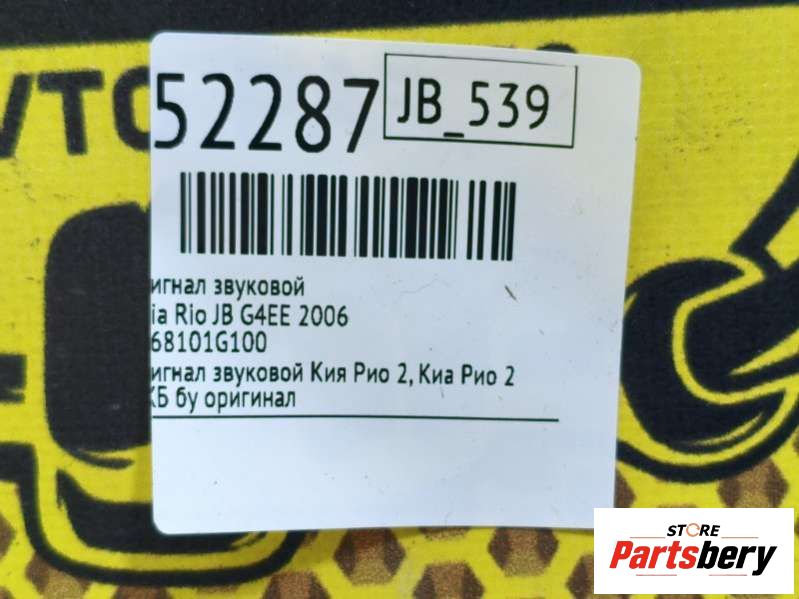 VTO
52287
JB_539
игнал звуковой
ia Rio JB G4EE 2006
68101G100
игнал звуковой Кия Рио 2, Киа Рио 2
КБ бу оригинал
STORE
Partsbery